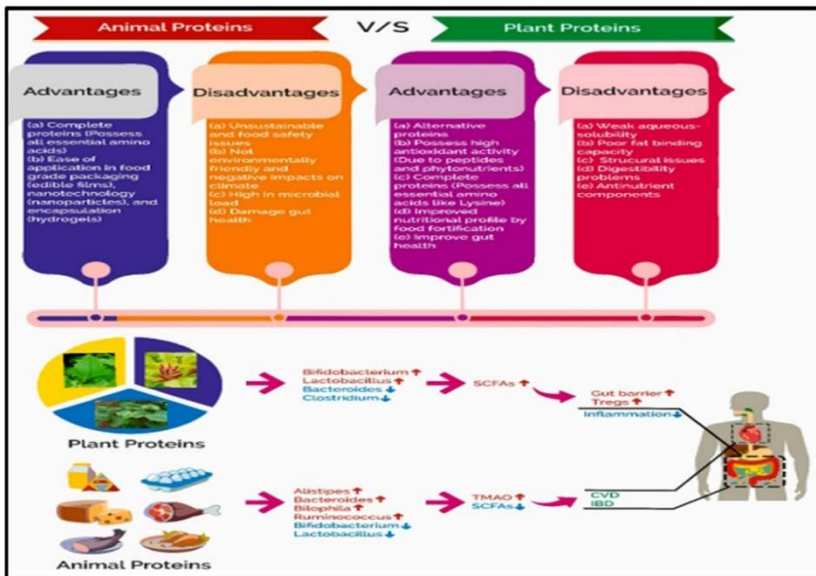 Animal Proteins
V/S
Plant Proteins
Advantages
(a) Complete
proteins (Possess
all essential amino
acids)
(b) Ease of
application in food
grade packaging
(edible films),
nanotechnology
(nanoparticles), and
encapsulation
(hydrogels)
Disadvantages
(a) Unsustainable
and food safety
issues
(b) Not
environmentally
friendly and
negative impacts on
climate
(c) High in microbial
load
(d) Damage gut
health
Advantages
(a) Alternative
proteins
(b) Possess high
antioxidant activity
(Due to peptides
and phytonutrients)
(c) Complete
proteins (Possess all
essential amino
acids like Lysine)
(d) Improved
nutritional profile by
food fortification
(e) Improve gut
health
Disadvantages
(a) Weak aqueous-
solubility
(b) Poor fat binding
capacity
(c) Strucural issues
(d) Digestibility
problems
(e) Antinutrient
components
Plant Proteins
Bifidobacterium ↑
Lactobacillus ↑
Bacteroides ↓
Clostridium ↓
SCFAs ↑
Gut barrier ↑
Tregs ↑
Inflammation ↓
Animal Proteins
Alistipes ↑
Bacteroides ↑
Bilophila ↑
Ruminococcus ↑
Bifidobacterium ↓
Lactobacillus ↓
TMAO ↑
SCFAs ↓
CVD
IBD